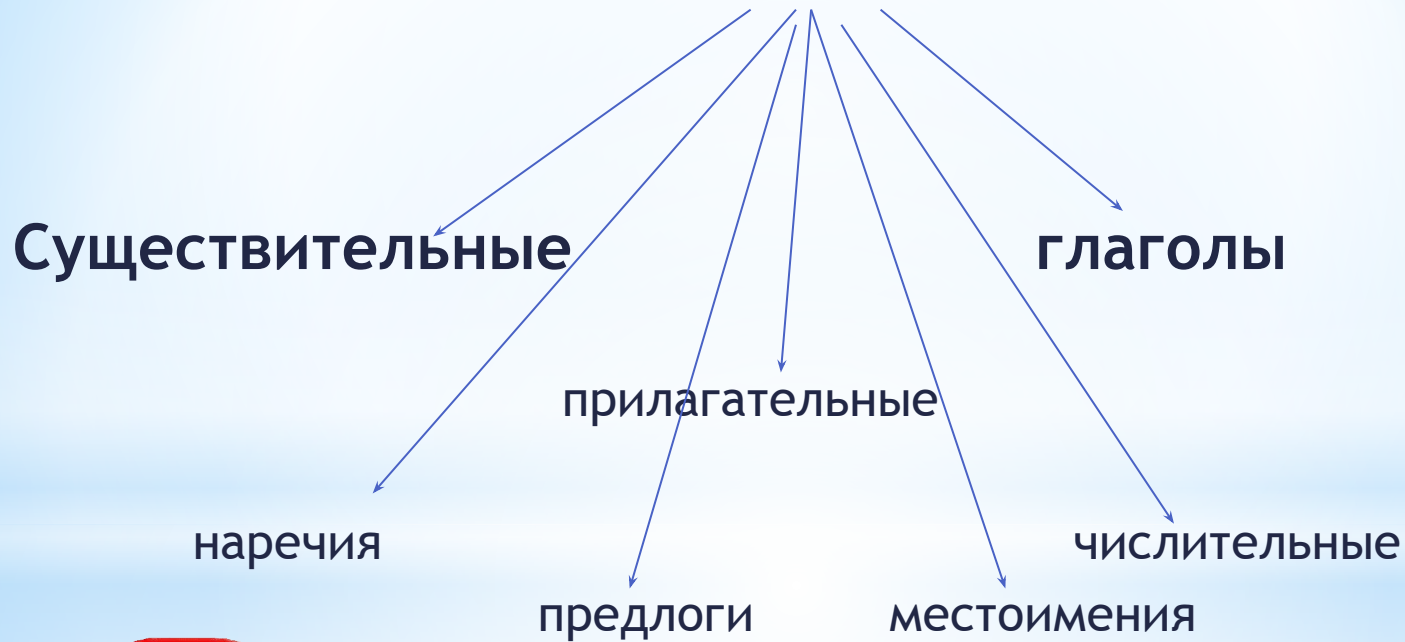 Существительные глаголы
прилагательные
наречия числительные
предлоги местоимения